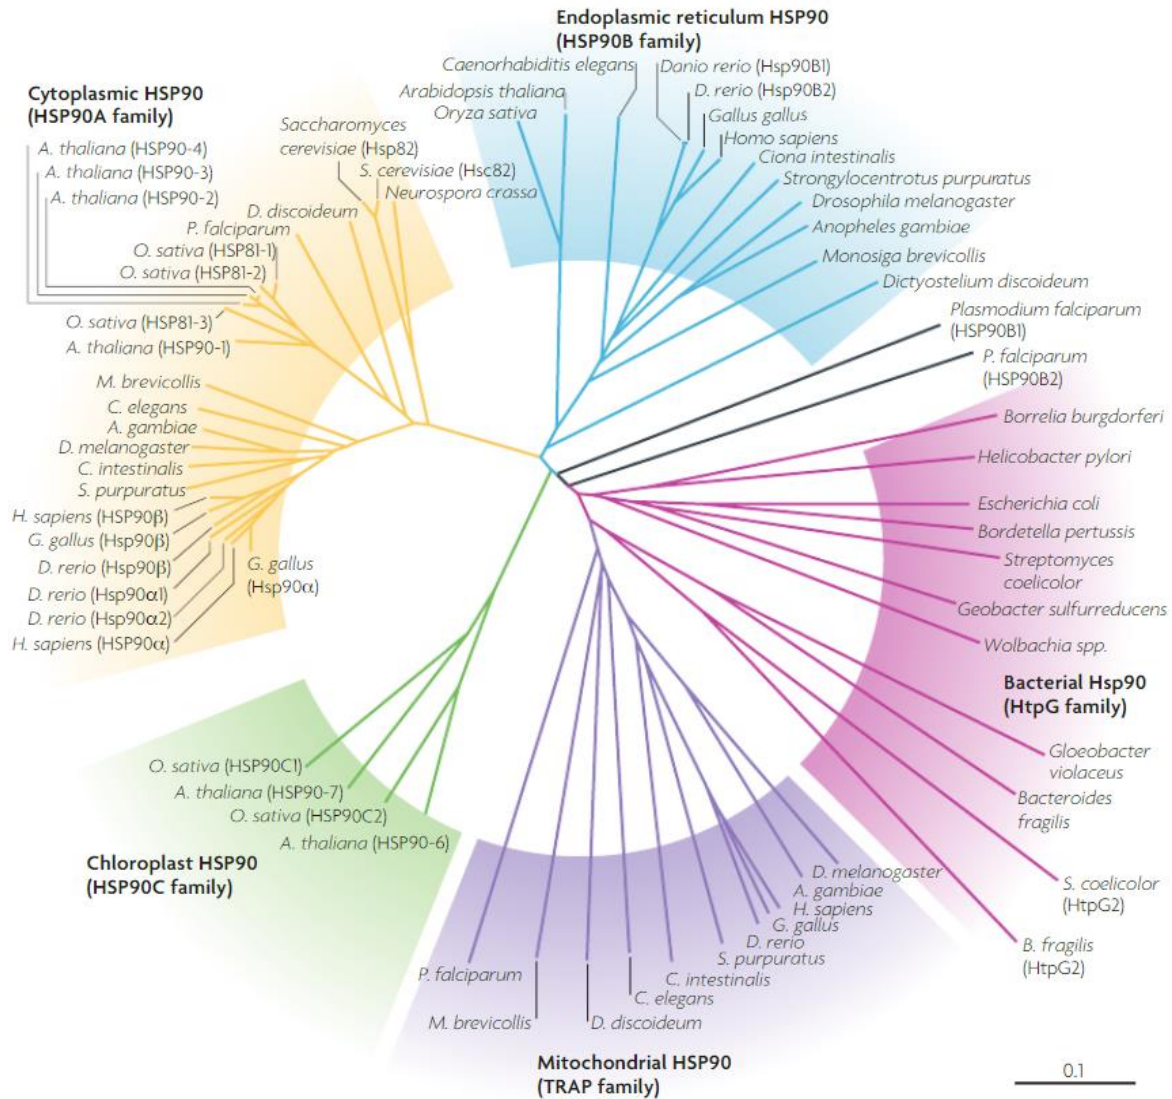 Endoplasmic reticulum HSP90
(HSP90B family)
Caenorhabiditis elegans
Danio rerio (Hsp90B1)
Arabidopsis thaliana
D. rerio (Hsp90B2)
Oryza sativa
Gallus gallus
Homo sapiens
Ciona intestinalis
Strongylocentrotus purpuratus
Drosophila melanogaster
Anopheles gambiae
Monosiga brevicollis
Dictyostelium discoideum
Plasmodium falciparum
(HSP90B1)
P. falciparum
(HSP90B2)
Cytoplasmic HSP90
(HSP90A family)
A. thaliana (HSP90-4)
A. thaliana (HSP90-3)
A. thaliana (HSP90-2)
Saccharomyces
cerevisiae (Hsp82)
S. cerevisiae (Hsc82)
Neurospora crassa
D. discoideum
P. falciparum
O. sativa (HSP81-1)
O. sativa (HSP81-2)
O. sativa (HSP81-3)
A. thaliana (HSP90-1)
M. brevicollis
C. elegans
A. gambiae
D. melanogaster
C. intestinalis
S. purpuratus
H. sapiens (HSP90β)
G. gallus (Hsp90β)
D. rerio (Hsp90β)
D. rerio (Hsp90α1)
D. rerio (Hsp90α2)
H. sapiens (HSP90α)
G. gallus
(Hsp90α)
Borrelia burgdorferi
Helicobacter pylori
Escherichia coli
Bordetella pertussis
Streptomyces
coelicolor
Geobacter sulfurreducens
Wolbachia spp.
Bacterial Hsp90
(HtpG family)
Gloeobacter
violaceus
Bacteroides
fragilis
S. coelicolor
(HtpG2)
B. fragilis
(HtpG2)
O. sativa (HSP90C1)
A. thaliana (HSP90-7)
O. sativa (HSP90C2)
A. thaliana (HSP90-6)
Chloroplast HSP90
(HSP90C family)
D. melanogaster
A. gambiae
H. sapiens
G. gallus
D. rerio
S. purpuratus
C. intestinalis
C. elegans
D. discoideum
M. brevicollis
P. falciparum
Mitochondrial HSP90
(TRAP family)
0.1